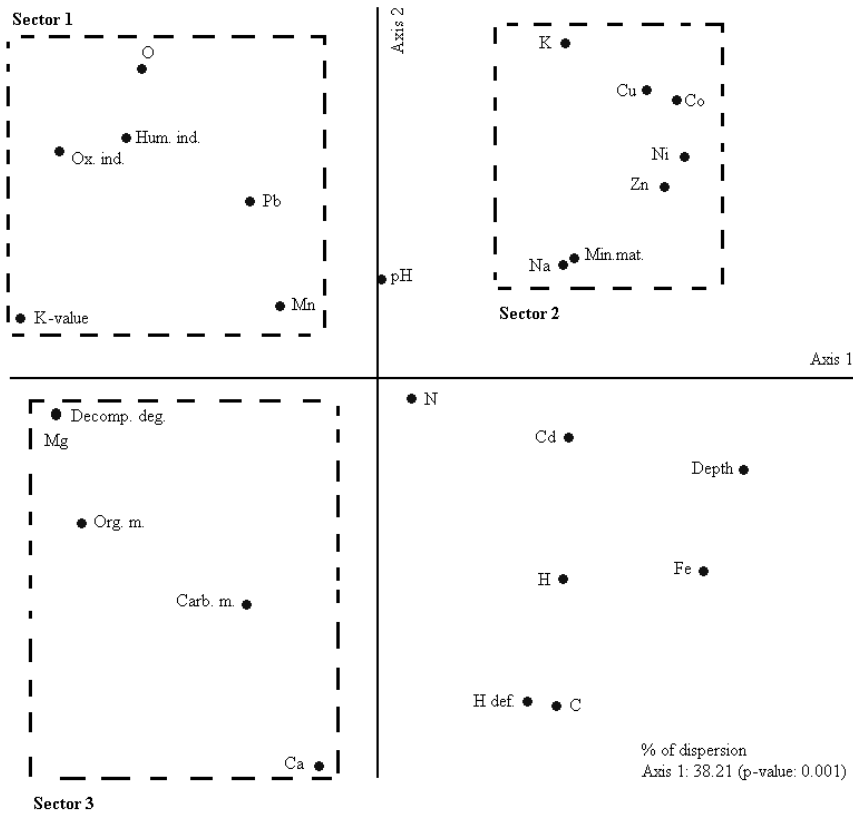 Sector 1
Axis 2
O
K
Cu
Co
Hum. ind.
Ox. ind.
Ni
Zn
Pb
Min.mat.
Na
pH
Mn
K-value
Sector 2
Axis 1
N
Decomp. deg.
Mg
Cd
Depth
Org. m.
Fe
H
Carb. m.
H def.
C
% of dispersion
Ca
Axis 1: 38.21 (p-value: 0.001)
Sector 3